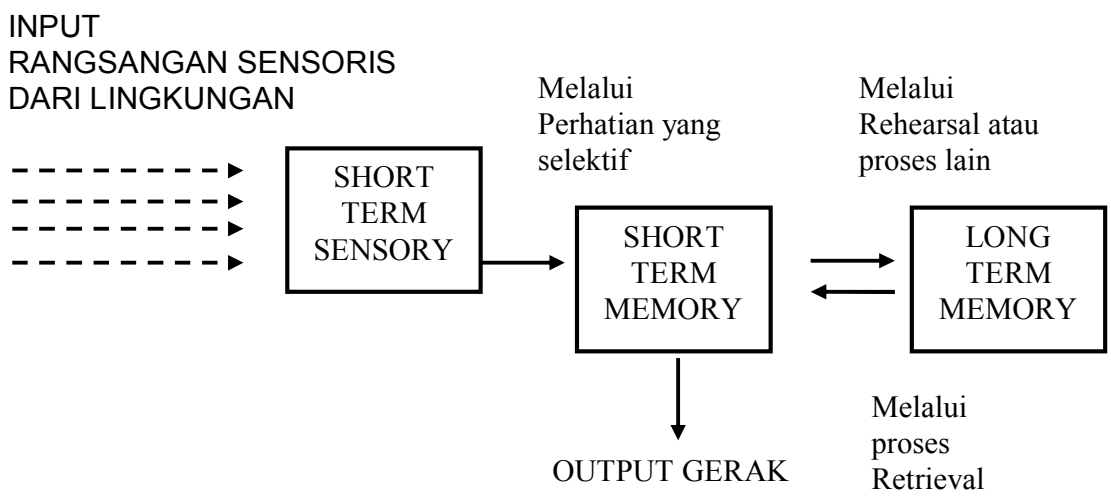 INPUT
RANGSANGAN SENSORIS
DARI LINGKUNGAN
SHORT
TERM
SENSORY
Melalui
Perhatian yang
selektif
SHORT
TERM
MEMORY
Melalui
Rehearsal atau
proses lain
LONG
TERM
MEMORY
Melalui
proses
Retrieval
OUTPUT GERAK